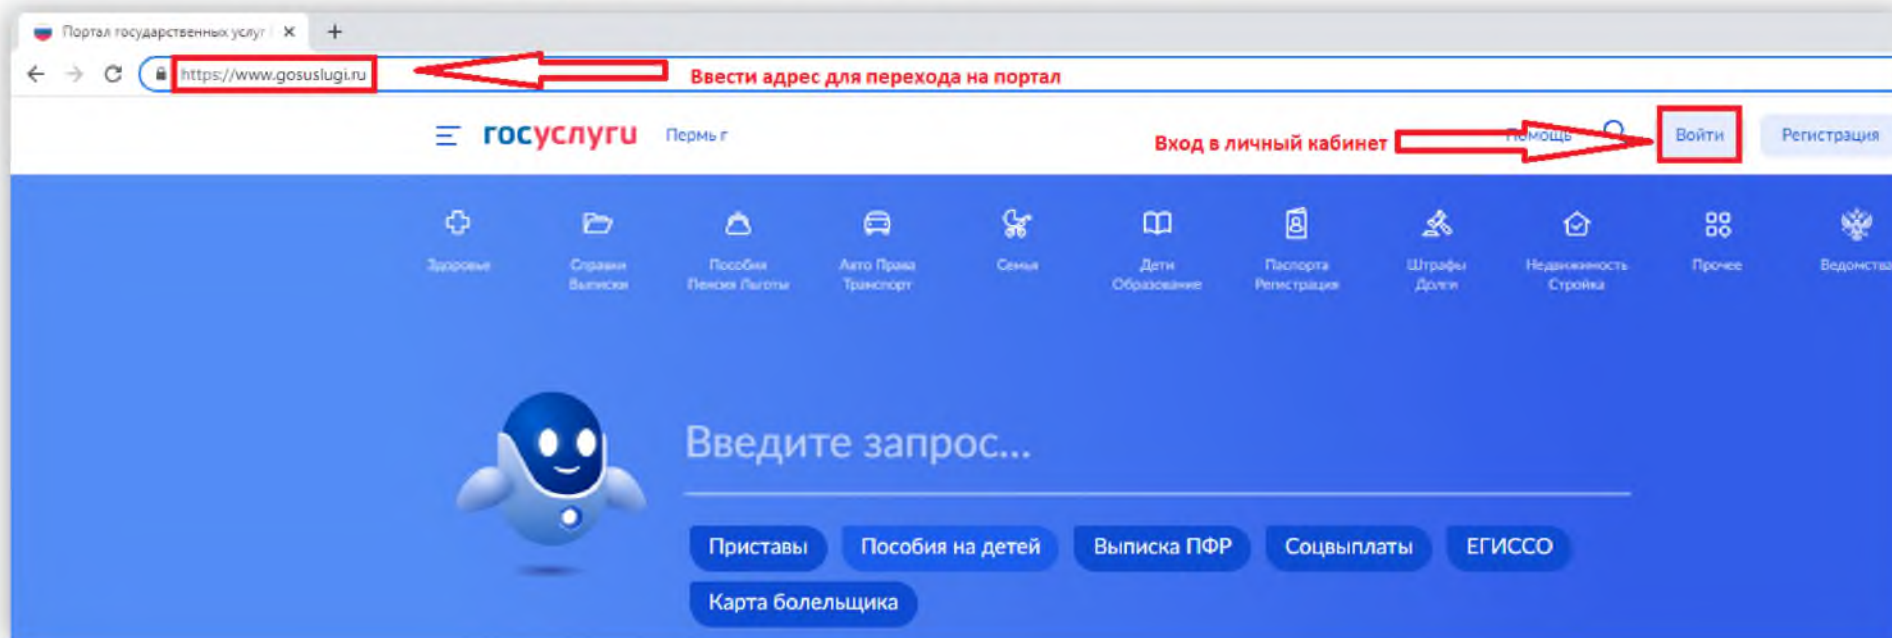 Портал государственных услуг
https://www.gosuslugi.ru
Ввести адрес для перехода на портал
госуслуги
Пермь г
Вход в личный кабинет
Помощь
Войти
Регистрация
Здоровье
Справки
Выписки
Пособия
Пенсия Льготы
Авто Права
Транспорт
Семья
Дети
Образование
Паспорта
Регистрация
Штрафы
Долги
Недвижимость
Стройка
Прочее
Ведомства
Введите запрос...
Приставы
Пособия на детей
Выписка ПФР
Соцвыплаты
ЕГИССО
Карта болельщика